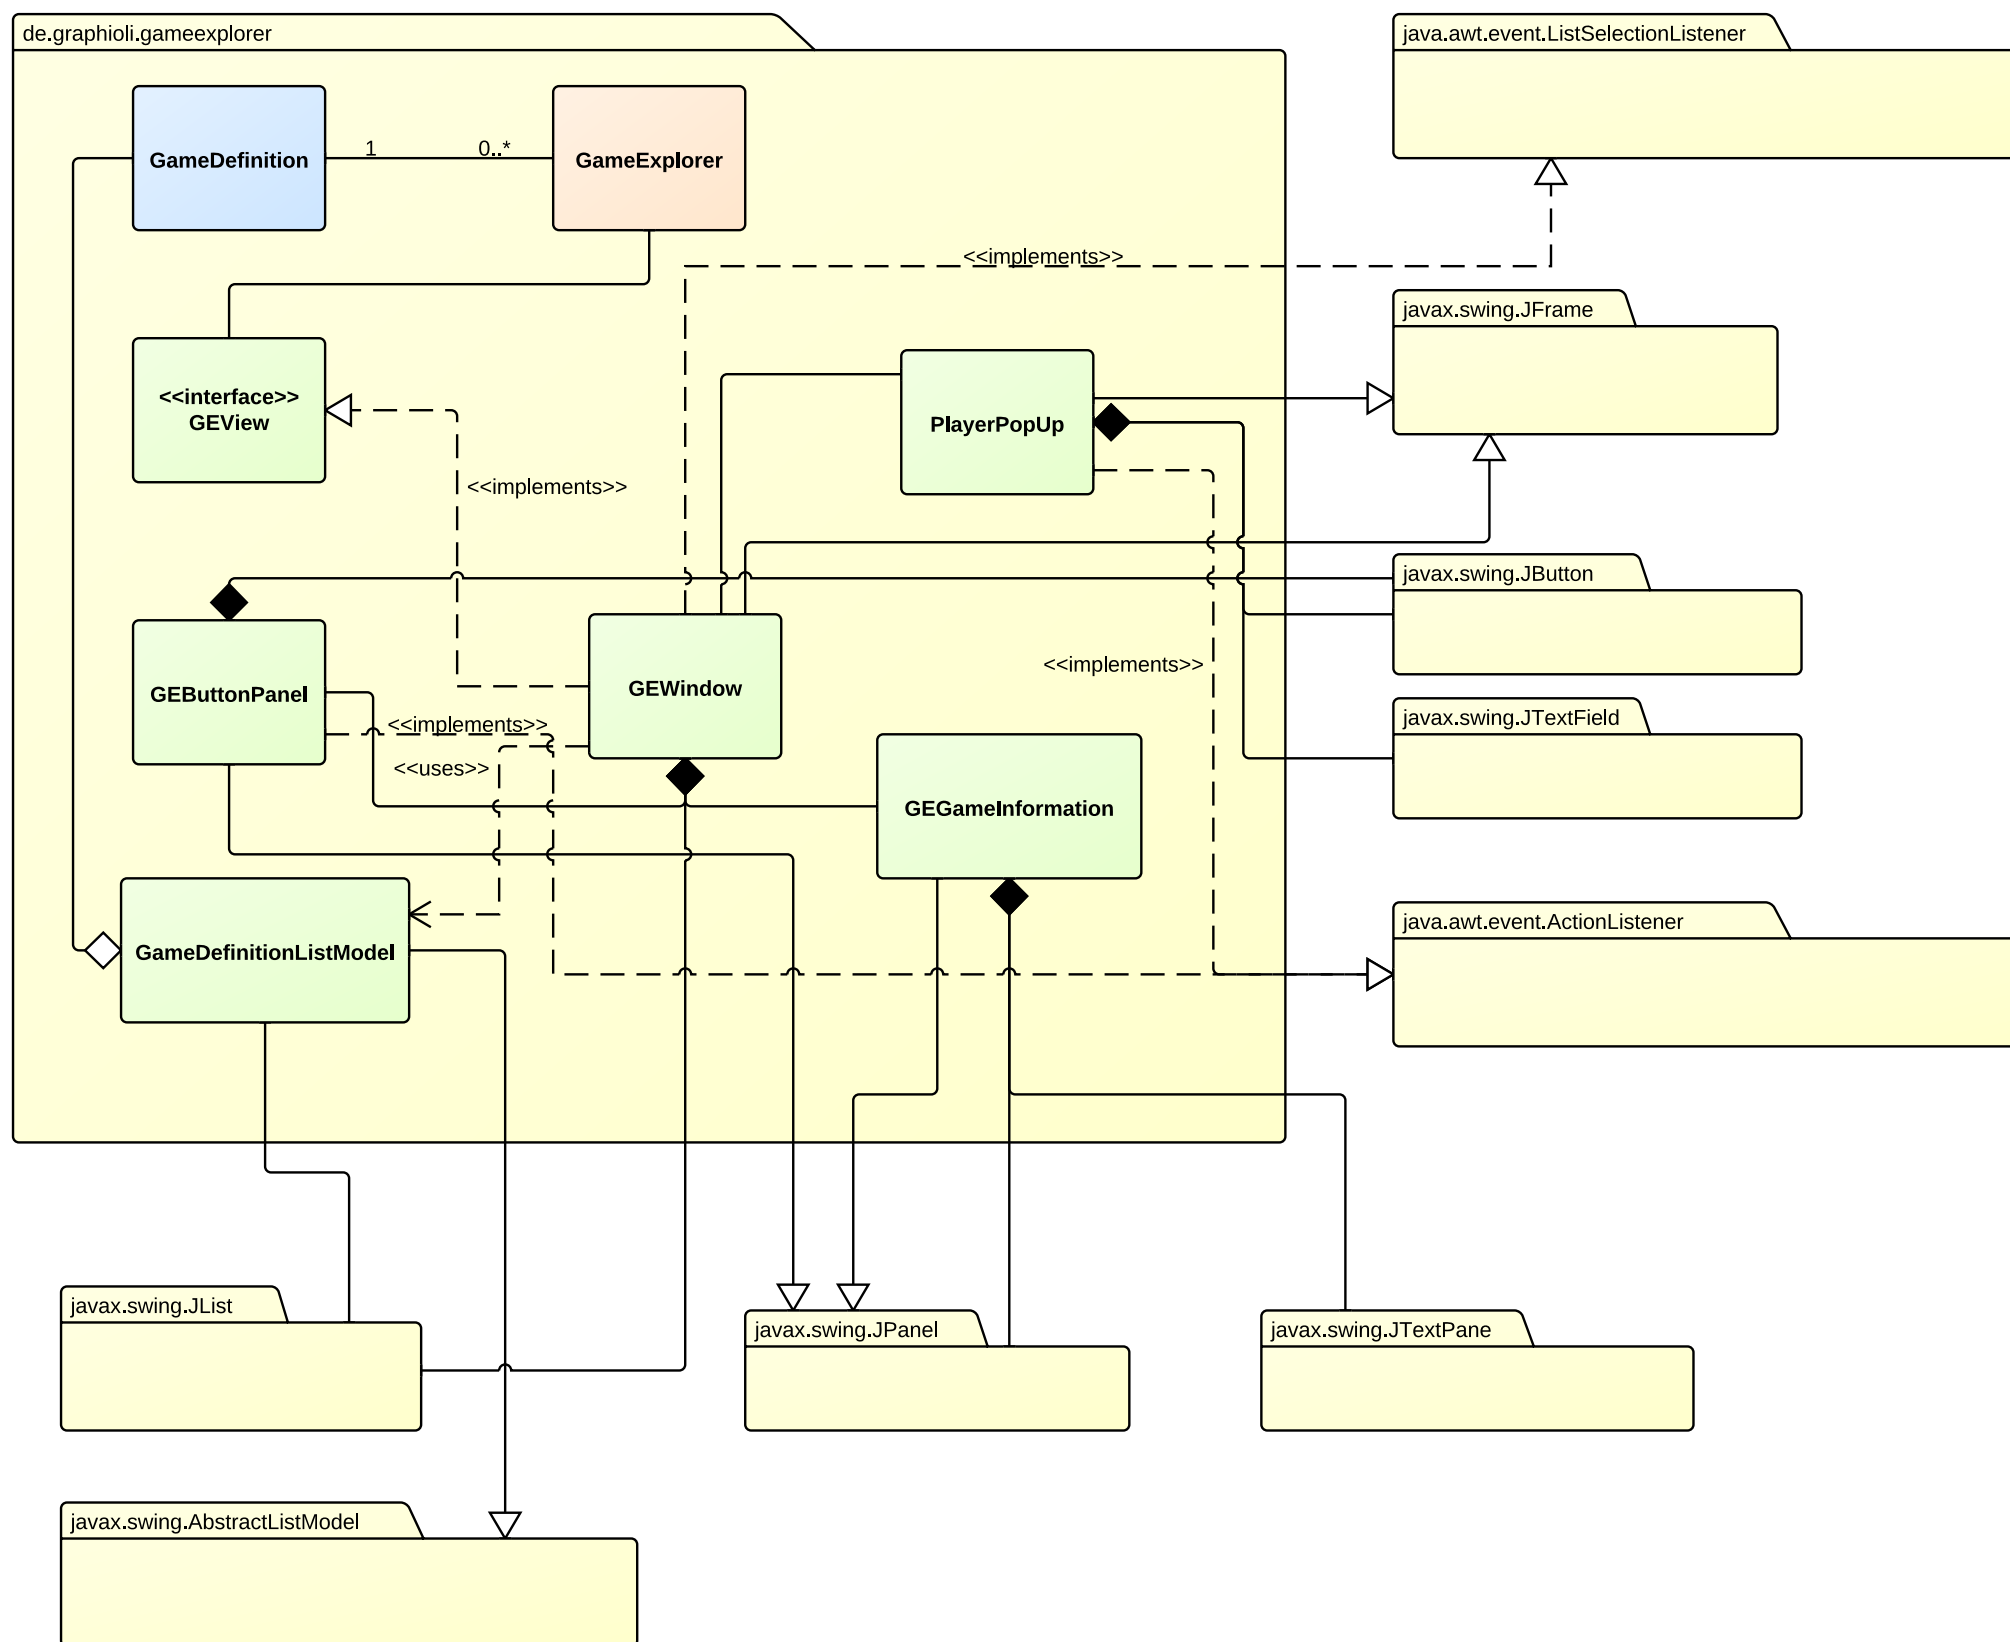 de.graphioli.gameexplorer
java.awt.event.ListSelectionListener
GameDefinition
1
0..*
GameExplorer
<<implements>>
javax.swing.JFrame
<<interface>>
GEView
PlayerPopUp
<<implements>>
javax.swing.JButton
GEButtonPanel
GEWindow
<<implements>>
javax.swing.JTextField
<<implements>>
<<uses>>
GEGameInformation
java.awt.event.ActionListener
GameDefinitionListModel
javax.swing.JList
javax.swing.JPanel
javax.swing.JTextPane
javax.swing.AbstractListModel